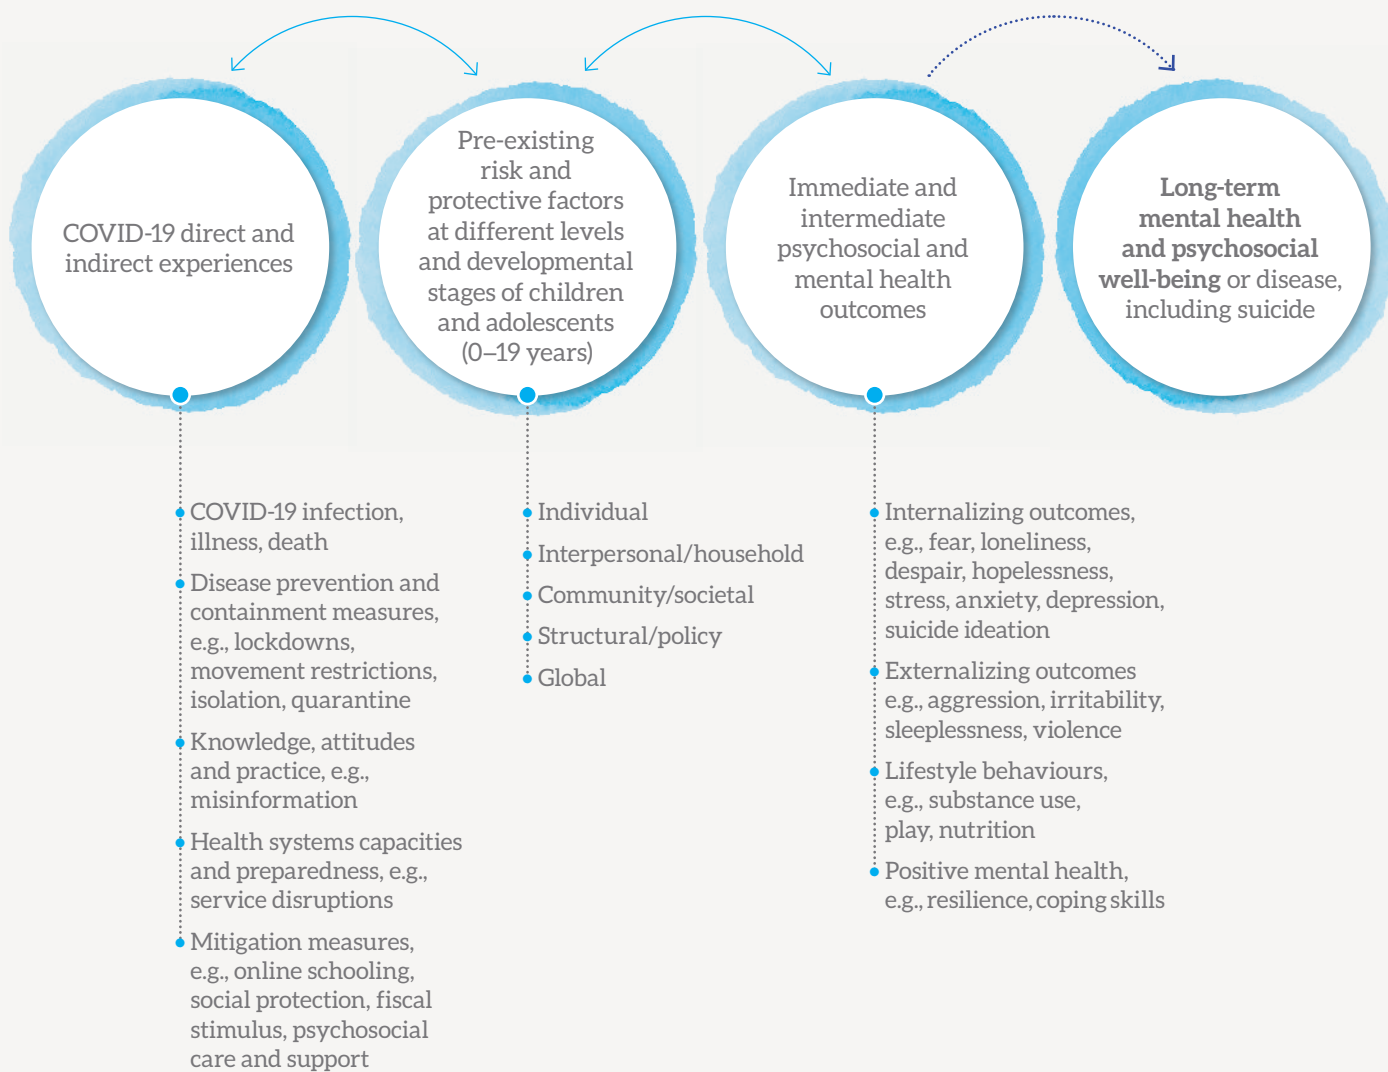 COVID-19 direct and
indirect experiences
Pre-existing
risk and
protective factors
at different levels
and developmental
stages of children
and adolescents
(0–19 years)
Immediate and
intermediate
psychosocial and
mental health
outcomes
Long-term
mental health
and psychosocial
well-being or disease,
including suicide
COVID-19 infection,
illness, death
Disease prevention and
containment measures,
e.g., lockdowns,
movement restrictions,
isolation, quarantine
Knowledge, attitudes
and practice, e.g.,
misinformation
Health systems capacities
and preparedness, e.g.,
service disruptions
Mitigation measures,
e.g., online schooling,
social protection, fiscal
stimulus, psychosocial
care and support
Individual
Interpersonal/household
Community/societal
Structural/policy
Global
Internalizing outcomes,
e.g., fear, loneliness,
despair, hopelessness,
stress, anxiety, depression,
suicide ideation
Externalizing outcomes
e.g., aggression, irritability,
sleeplessness, violence
Lifestyle behaviours,
e.g., substance use,
play, nutrition
Positive mental health,
e.g., resilience, coping skills